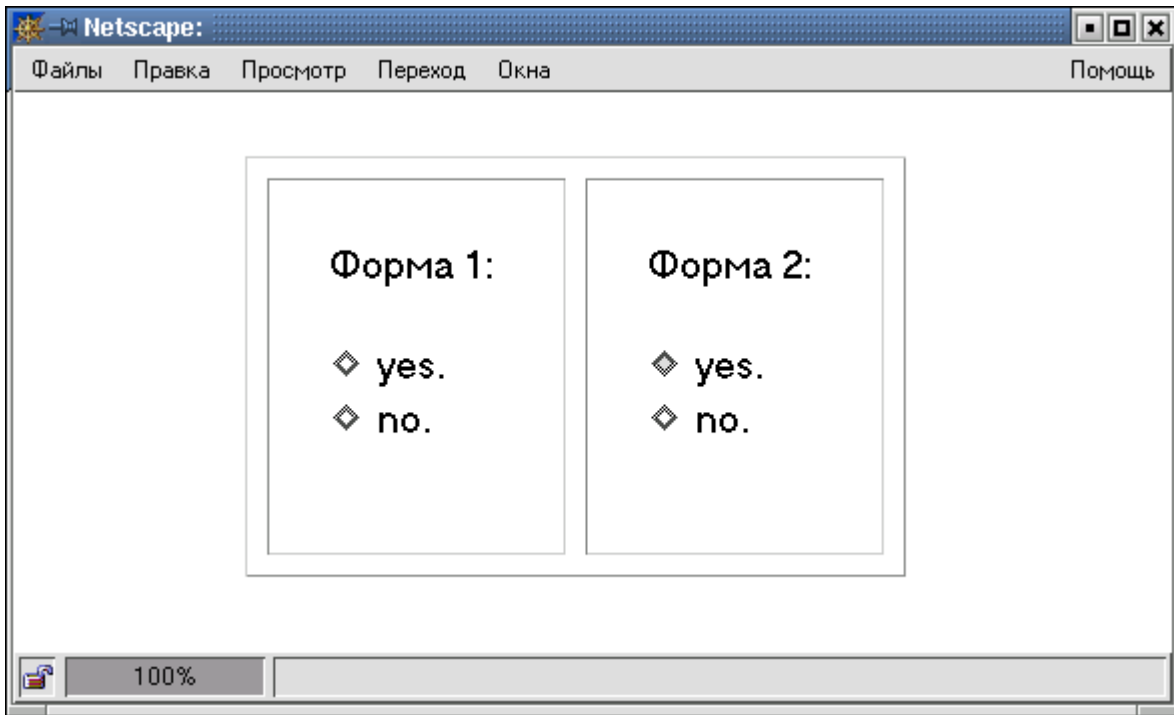 Netscape:
Файлы Правка Просмотр Переход Окна Помощь
Форма 1: Форма 2:
yes. yes.
no. no.
100%